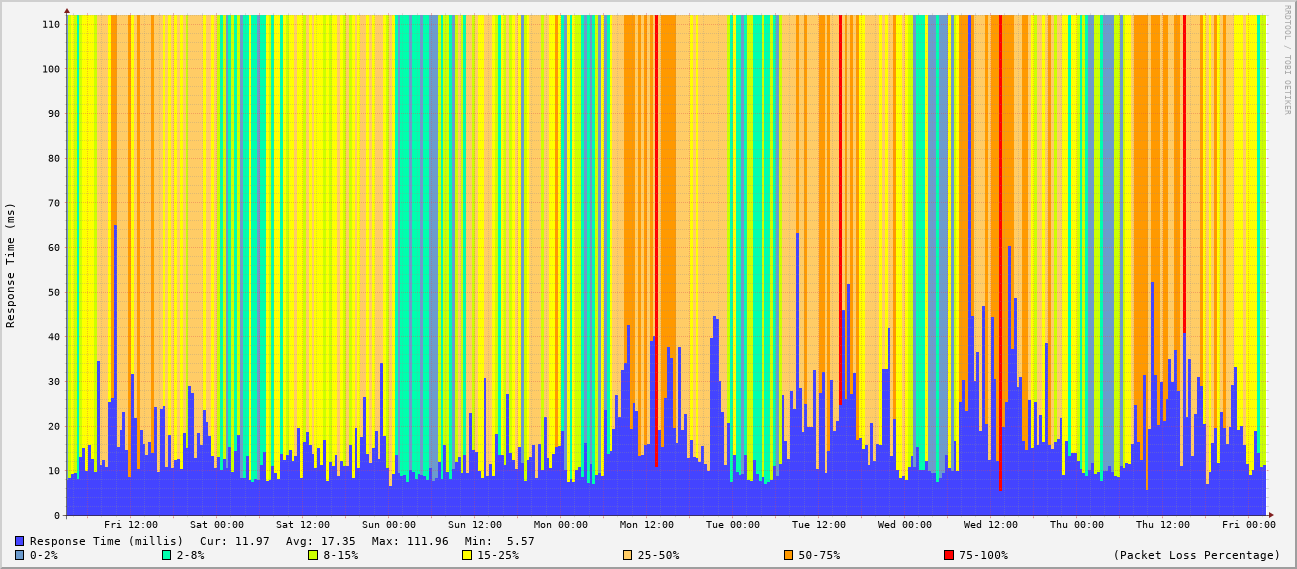 RRDTOOL / TOBI OETIKER
Response Time (ms)
110
100
90
80
70
60
50
40
30
20
10
0
Fri 12:00 Sat 00:00 Sat 12:00 Sun 00:00 Sun 12:00 Mon 00:00 Mon 12:00 Tue 00:00 Tue 12:00 Wed 00:00 Wed 12:00 Thu 00:00 Thu 12:00 Fri 00:00
Response Time (millis) Cur: 11.97 Avg: 17.35 Max: 111.96 Min: 5.57
0-2% 2-8% 8-15% 15-25% 25-50% 50-75% 75-100% (Packet Loss Percentage)